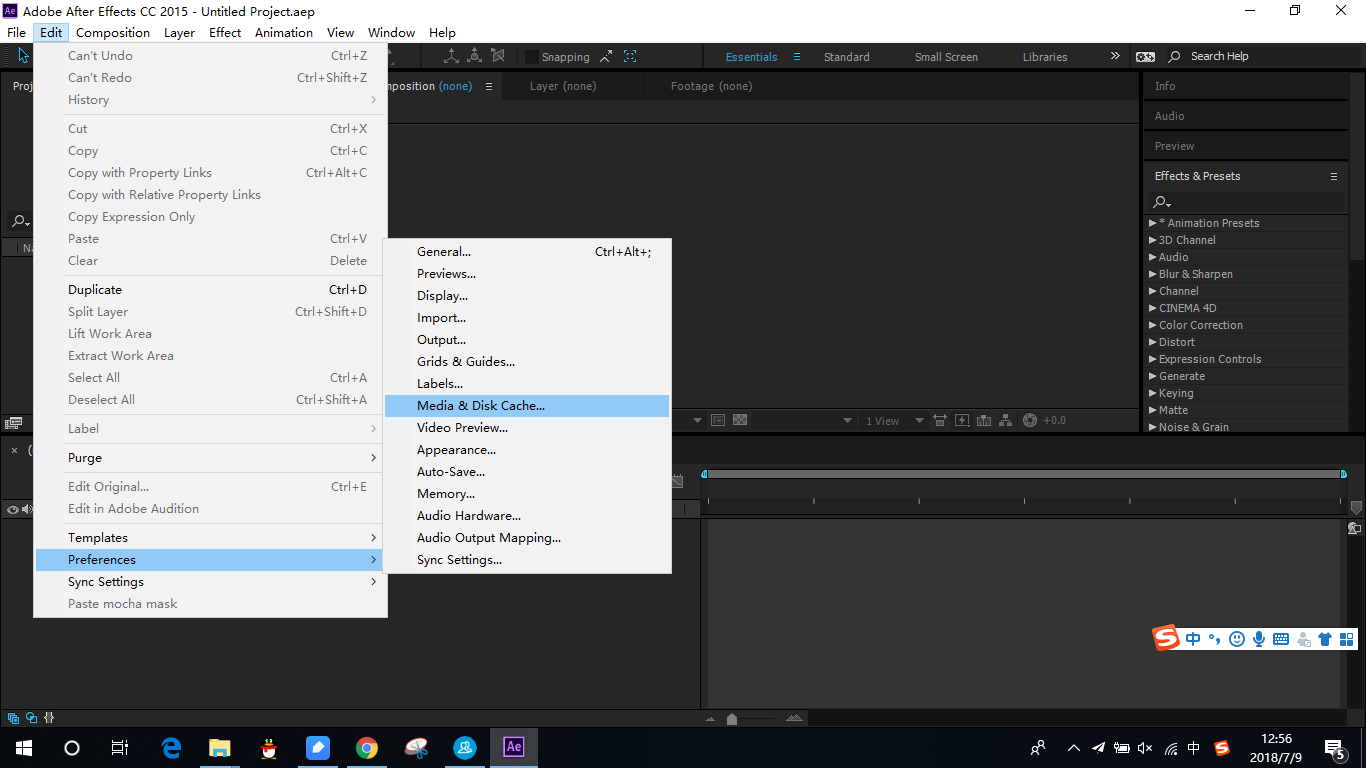 Ae Adobe After Effects CC 2015 - Untitled Project.aep
File Edit Composition Layer Effect Animation View Window Help
Snapping Essentials Standard Small Screen Libraries Search Help
Can't Undo Ctrl+Z
Can't Redo Ctrl+Shift+Z
History
Cut Ctrl+X
Copy Ctrl+C
Copy with Property Links Ctrl+Alt+C
Copy with Relative Property Links
Copy Expression Only
Paste Ctrl+V
Clear Delete
Duplicate Ctrl+D
Split Layer Ctrl+Shift+D
Lift Work Area
Extract Work Area
Select All Ctrl+A
Deselect All Ctrl+Shift+A
Label
Purge
Edit Original... Ctrl+E
Edit in Adobe Audition
Templates
Preferences
Sync Settings
Paste mocha mask
General... Ctrl+Alt+;
Previews...
Display...
Import...
Output...
Grids & Guides...
Labels...
Media & Disk Cache...
Video Preview...
Appearance...
Auto-Save...
Memory...
Audio Hardware...
Audio Output Mapping...
Sync Settings...
Proj
mposition (none) Layer (none) Footage (none)
Na
1 View +0.0
Info
Audio
Preview
Effects & Presets
* Animation Presets
3D Channel
Audio
Blur & Sharpen
Channel
CINEMA 4D
Color Correction
Distort
Expression Controls
Generate
Keying
Matte
Noise & Grain
S 中
Ae
中 S
12:56
2018/7/9
5